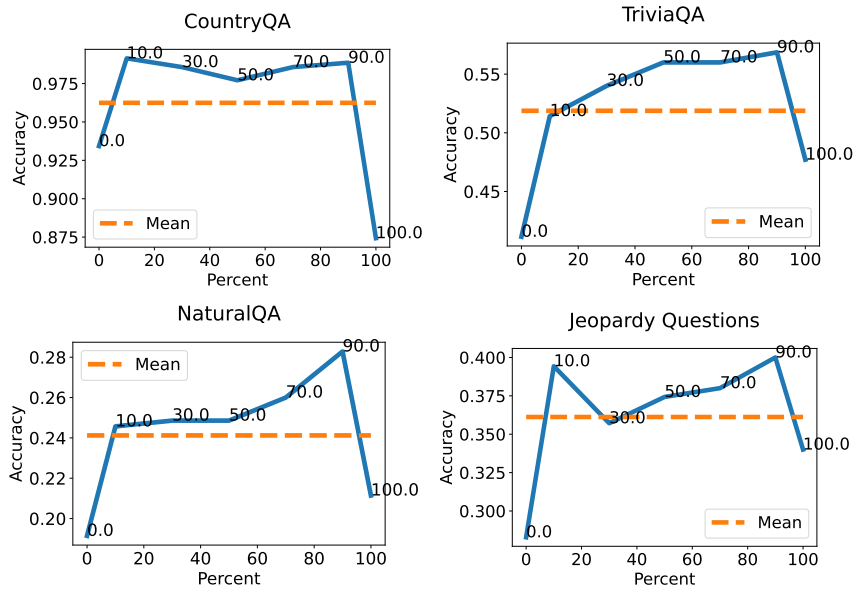 CountryQA
0.975
0.950
0.925
0.900
0.875
Accuracy
0.0
10.0
30.0
50.0
70.0
90.0
100.0
Mean
0 20 40 60 80 100
Percent
TriviaQA
0.55
0.50
0.45
Accuracy
0.0
10.0
30.0
50.0
70.0
90.0
100.0
Mean
0 20 40 60 80 100
Percent
NaturalQA
0.28
0.26
0.24
0.22
0.20
Accuracy
Mean
0.0
10.0
30.0
50.0
70.0
90.0
100.0
0 20 40 60 80 100
Percent
Jeopardy Questions
0.400
0.375
0.350
0.325
0.300
Accuracy
0.0
10.0
30.0
50.0
70.0
90.0
100.0
Mean
0 20 40 60 80 100
Percent